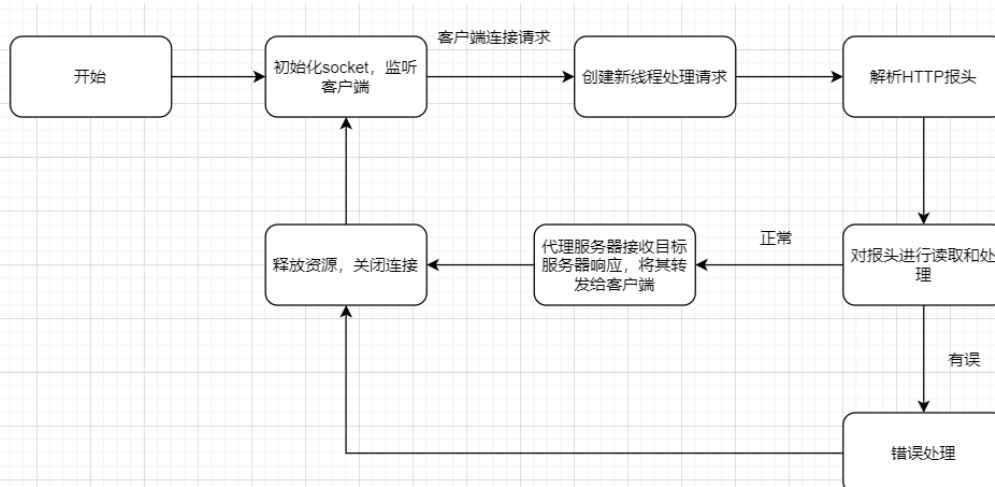 客户端连接请求
开始
初始化socket，监听
客户端
创建新线程处理请求
解析HTTP报头
正常
释放资源，关闭连接
代理服务器接收目标
服务器响应，将其转
发给客户端
对报头进行读取和处
理
有误
错误处理